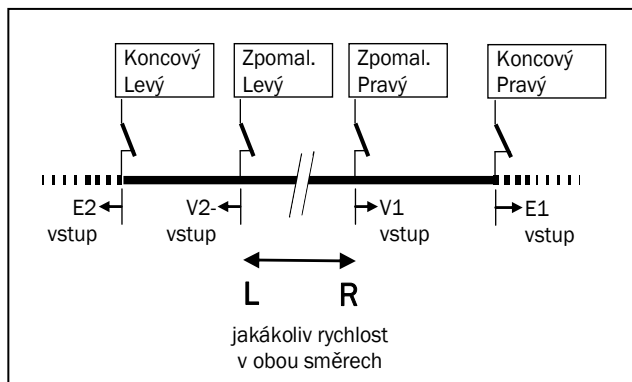 Koncový
Levý
Zpomal.
Levý
Zpomal.
Pravý
Koncový
Pravý
E2
vstup
V2-
vstup
V1
vstup
E1
vstup
L
R
jakákoliv rychlost
v obou směrech